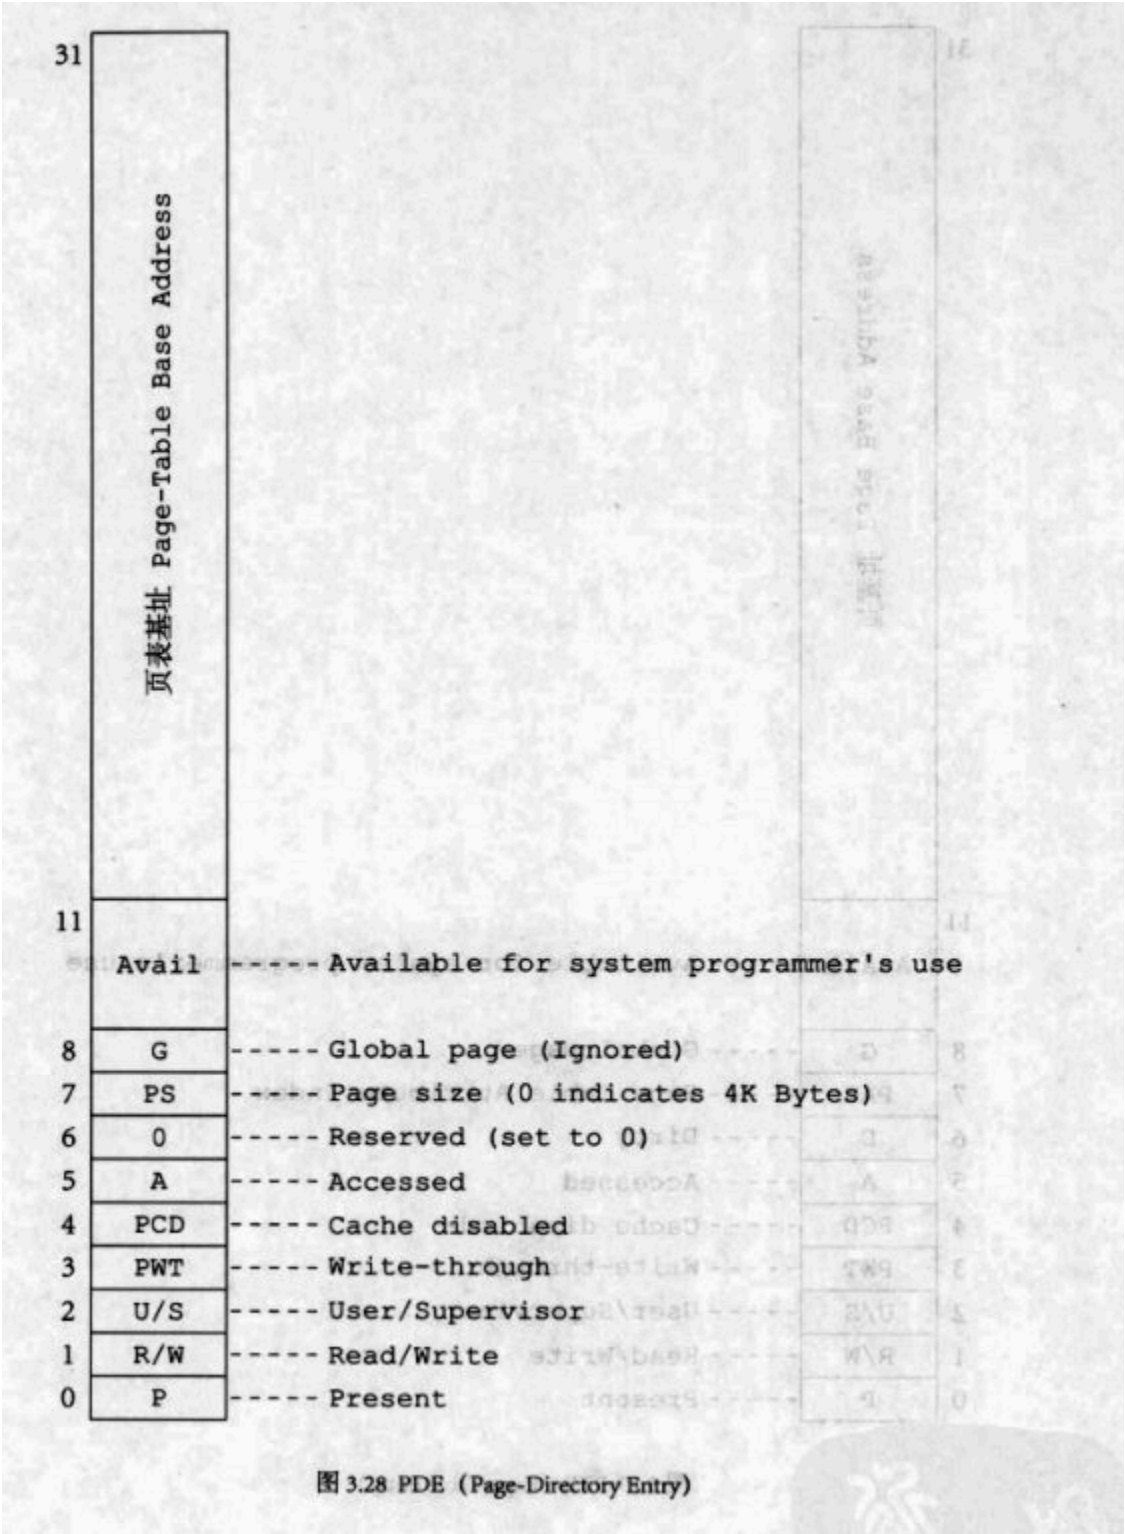 31
页表基址 Page-Table Base Address
11
Avail ----- Available for system programmer's use
8 G ----- Global page (Ignored)
7 PS ----- Page size (0 indicates 4K Bytes)
6 0 ----- Reserved (set to 0)
5 A ----- Accessed
4 PCD ----- Cache disabled
3 PWT ----- Write-through
2 U/S ----- User/Supervisor
1 R/W ----- Read/Write
0 P ----- Present
图 3.28 PDE (Page-Directory Entry)